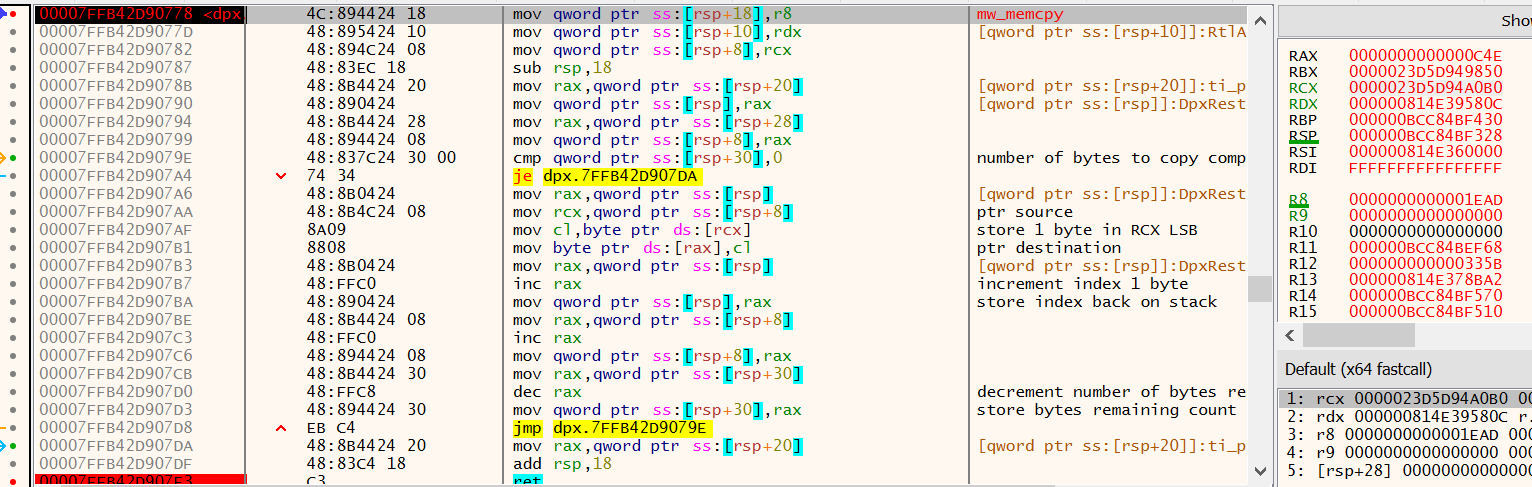 00007FFB42D90778 <dpx. 4C:894424 18 mov qword ptr ss:[rsp+18],r8 mw_memcpy
00007FFB42D9077D 48:895424 10 mov qword ptr ss:[rsp+10],rdx [qword ptr ss:[rsp+10]]:RtlA
00007FFB42D90782 48:894C24 08 mov qword ptr ss:[rsp+8],rcx
00007FFB42D90787 48:83EC 18 sub rsp,18
00007FFB42D9078B 48:8B4424 20 mov rax,qword ptr ss:[rsp+20] [qword ptr ss:[rsp+20]]:ti_p
00007FFB42D90790 48:890424 mov qword ptr ss:[rsp],rax [qword ptr ss:[rsp]]:DpxRest
00007FFB42D90794 48:8B4424 28 mov rax,qword ptr ss:[rsp+28]
00007FFB42D90799 48:894424 08 mov qword ptr ss:[rsp+8],rax
00007FFB42D9079E 48:837C24 30 00 cmp qword ptr ss:[rsp+30],0 number of bytes to copy comp
00007FFB42D907A4 74 34 je dpx.7FFB42D907DA
00007FFB42D907A6 48:8B0424 mov rax,qword ptr ss:[rsp] [qword ptr ss:[rsp]]:DpxRest
00007FFB42D907AA 48:8B4C24 08 mov rcx,qword ptr ss:[rsp+8] ptr source
00007FFB42D907AF 8A09 mov cl,byte ptr ds:[rcx] store 1 byte in RCX LSB
00007FFB42D907B1 8808 mov byte ptr ds:[rax],cl ptr destination
00007FFB42D907B3 48:8B0424 mov rax,qword ptr ss:[rsp] [qword ptr ss:[rsp]]:DpxRest
00007FFB42D907B7 48:FFC0 inc rax increment index 1 byte
00007FFB42D907BA 48:890424 mov qword ptr ss:[rsp],rax store index back on stack
00007FFB42D907BE 48:8B4424 08 mov rax,qword ptr ss:[rsp+8]
00007FFB42D907C3 48:FFC0 inc rax
00007FFB42D907C6 48:894424 08 mov qword ptr ss:[rsp+8],rax
00007FFB42D907CB 48:8B4424 30 mov rax,qword ptr ss:[rsp+30]
00007FFB42D907D0 48:FFC8 dec rax decrement number of bytes re
00007FFB42D907D3 48:894424 30 mov qword ptr ss:[rsp+30],rax store bytes remaining count
00007FFB42D907D8 EB C4 jmp dpx.7FFB42D9079E
00007FFB42D907DA 48:8B4424 20 mov rax,qword ptr ss:[rsp+20] [qword ptr ss:[rsp+20]]:ti_p
00007FFB42D907DF 48:83C4 18 add rsp,18
00007FFB42D907E3 C3 ret
Show
RAX 0000000000000C4E
RBX 0000023D5D949850
RCX 0000023D5D94A0B0
RDX 000000814E39580C
RBP 000000BCC84BF430
RSP 000000BCC84BF328
RSI 000000814E360000
RDI FFFFFFFFFFFFFFFF
R8 0000000000001EAD
R9 0000000000000000
R10 0000000000000000
R11 000000BCC84BEF68
R12 000000000000335B
R13 000000814E378BA2
R14 000000BCC84BF570
R15 000000BCC84BF510
Default (x64 fastcall)
1: rcx 0000023D5D94A0B0 00
2: rdx 000000814E39580C r.
3: r8 0000000000001EAD 000
4: r9 0000000000000000 000
5: [rsp+28] 00000000000000